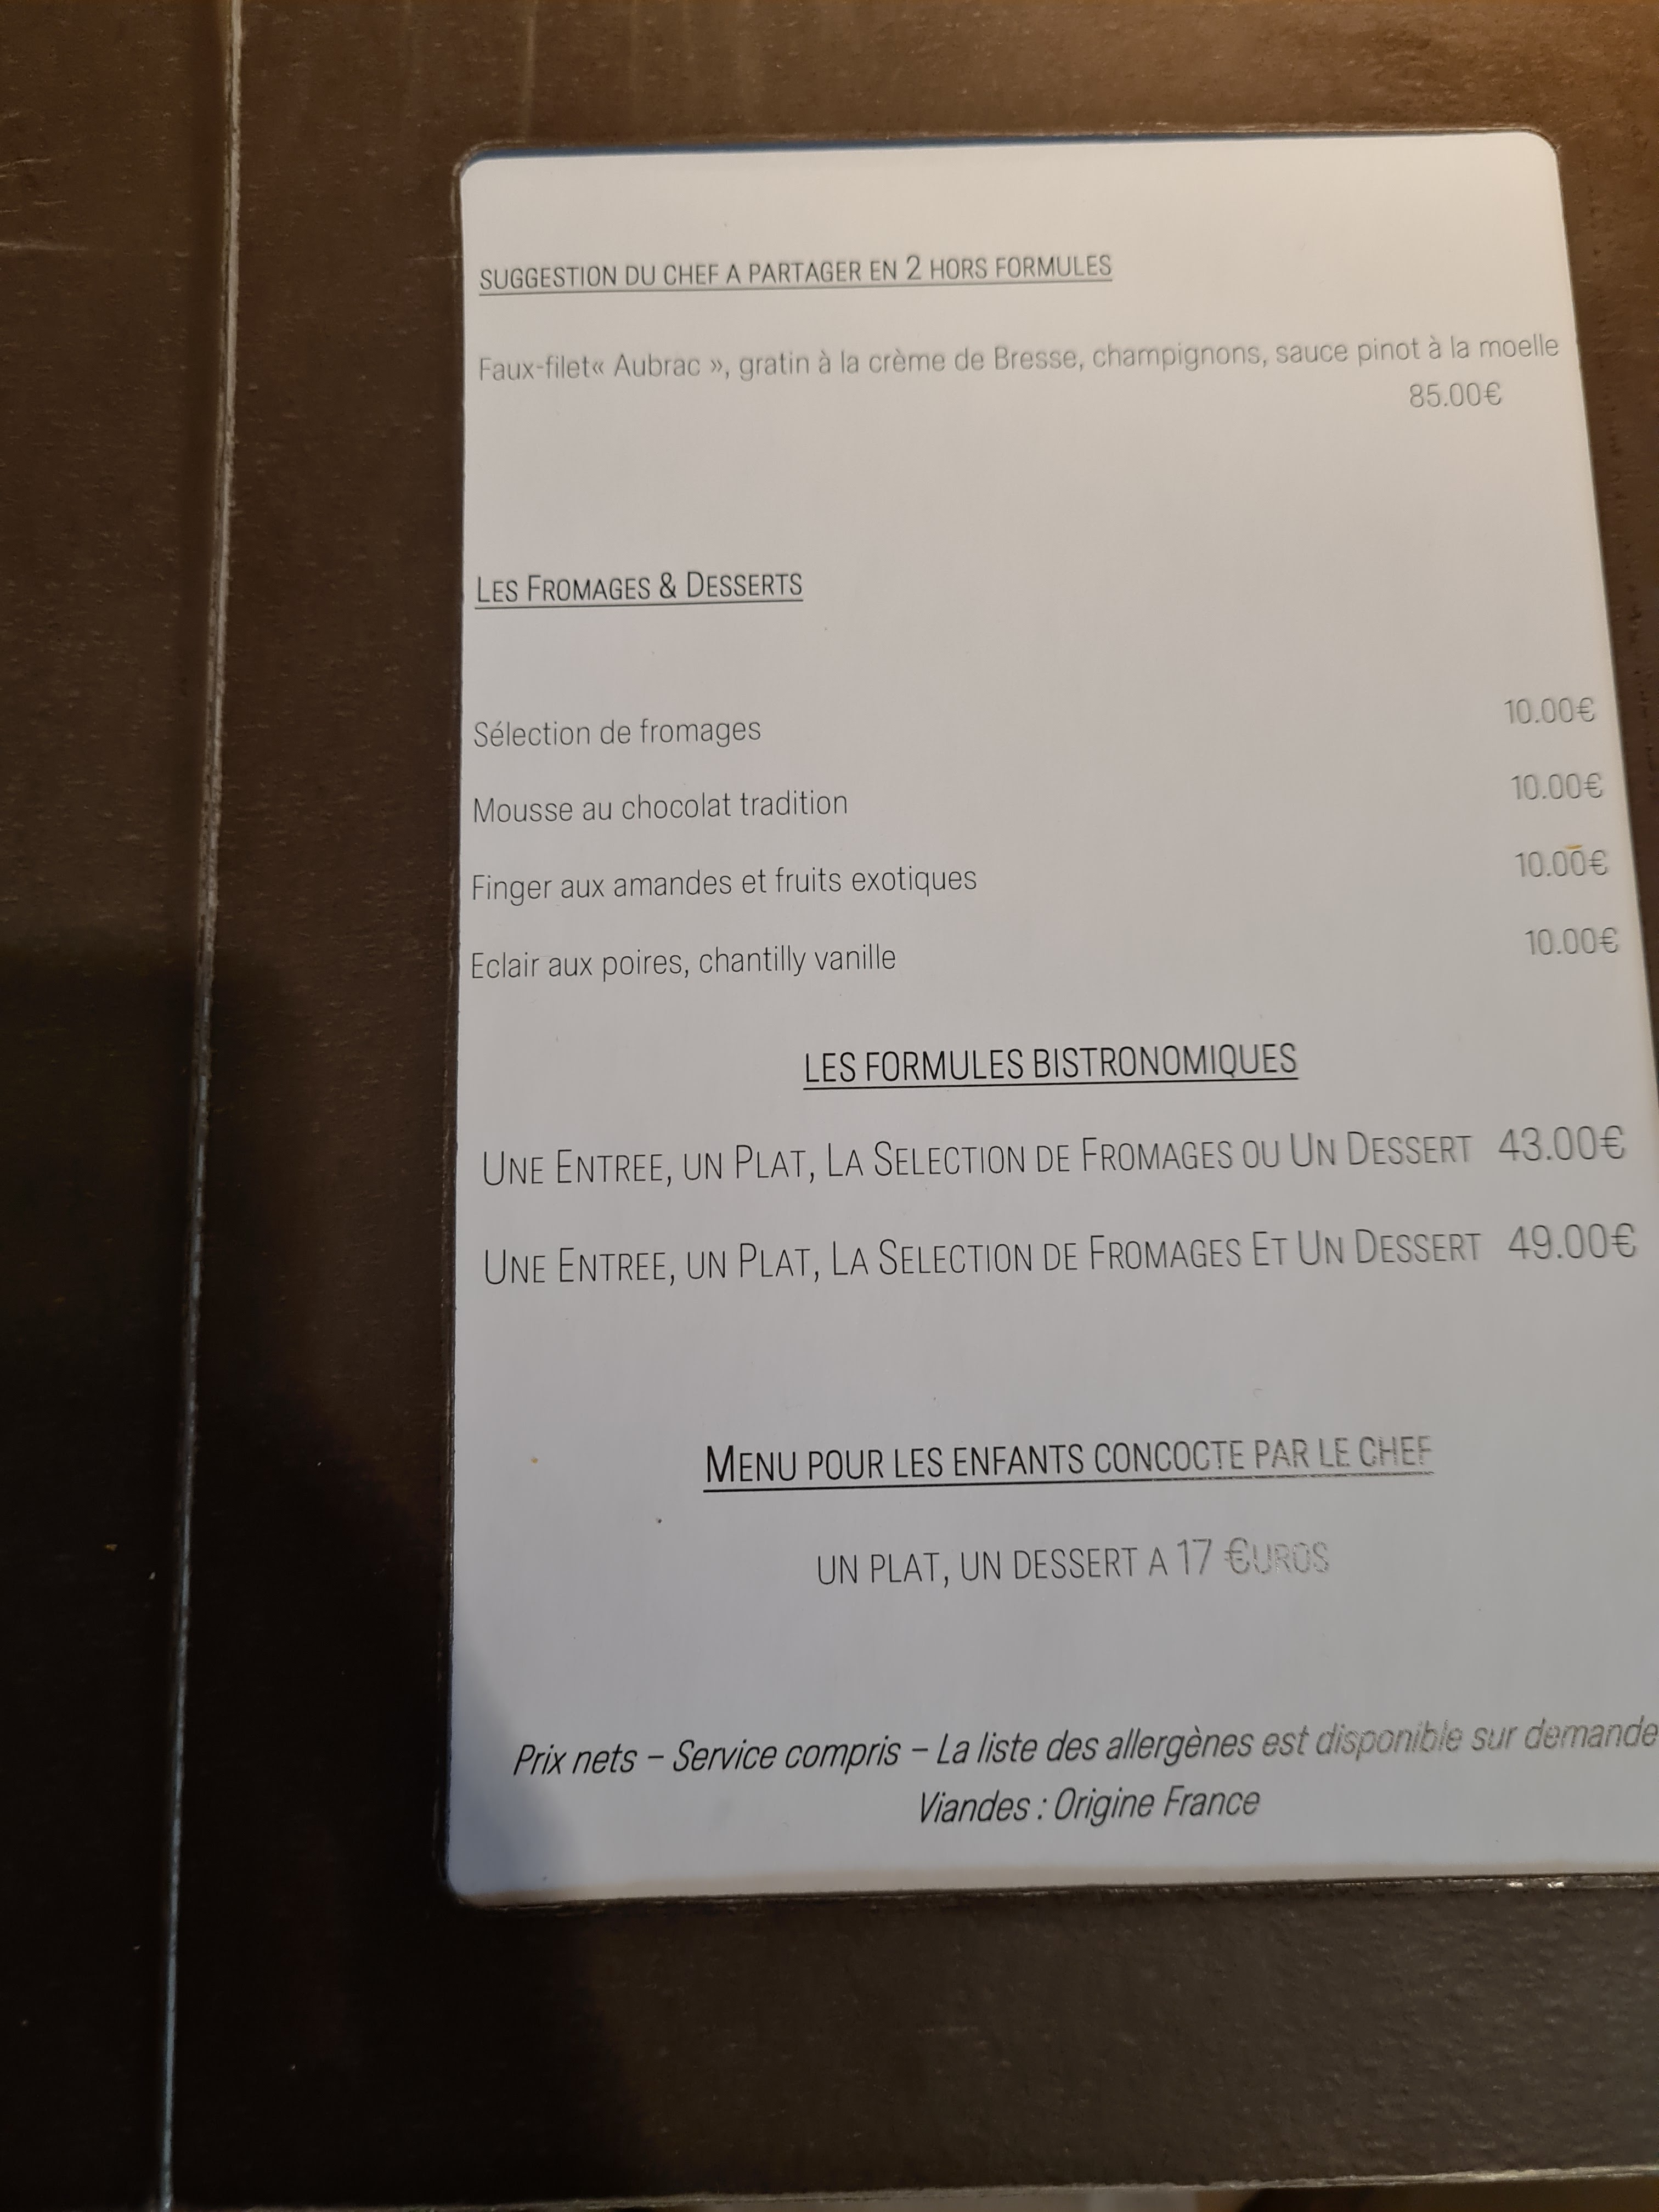 SUGGESTION DU CHEF A PARTAGER EN 2 HORS FORMULES
Faux-filet« Aubrac », gratin à la crème de Bresse, champignons, sauce pinot à la moelle
85.00€
LES FROMAGES & DESSERTS
Sélection de fromages 10.00€
Mousse au chocolat tradition 10.00€
Finger aux amandes et fruits exotiques 10.00€
Eclair aux poires, chantilly vanille 10.00€
LES FORMULES BISTRONOMIQUES
UNE ENTREE, UN PLAT, LA SELECTION DE FROMAGES OU UN DESSERT 43.00€
UNE ENTREE, UN PLAT, LA SELECTION DE FROMAGES ET UN DESSERT 49.00€
MENU POUR LES ENFANTS CONCOCTE PAR LE CHEF
UN PLAT, UN DESSERT A 17 €UROS
Prix nets – Service compris – La liste des allergènes est disponible sur demande
Viandes : Origine France